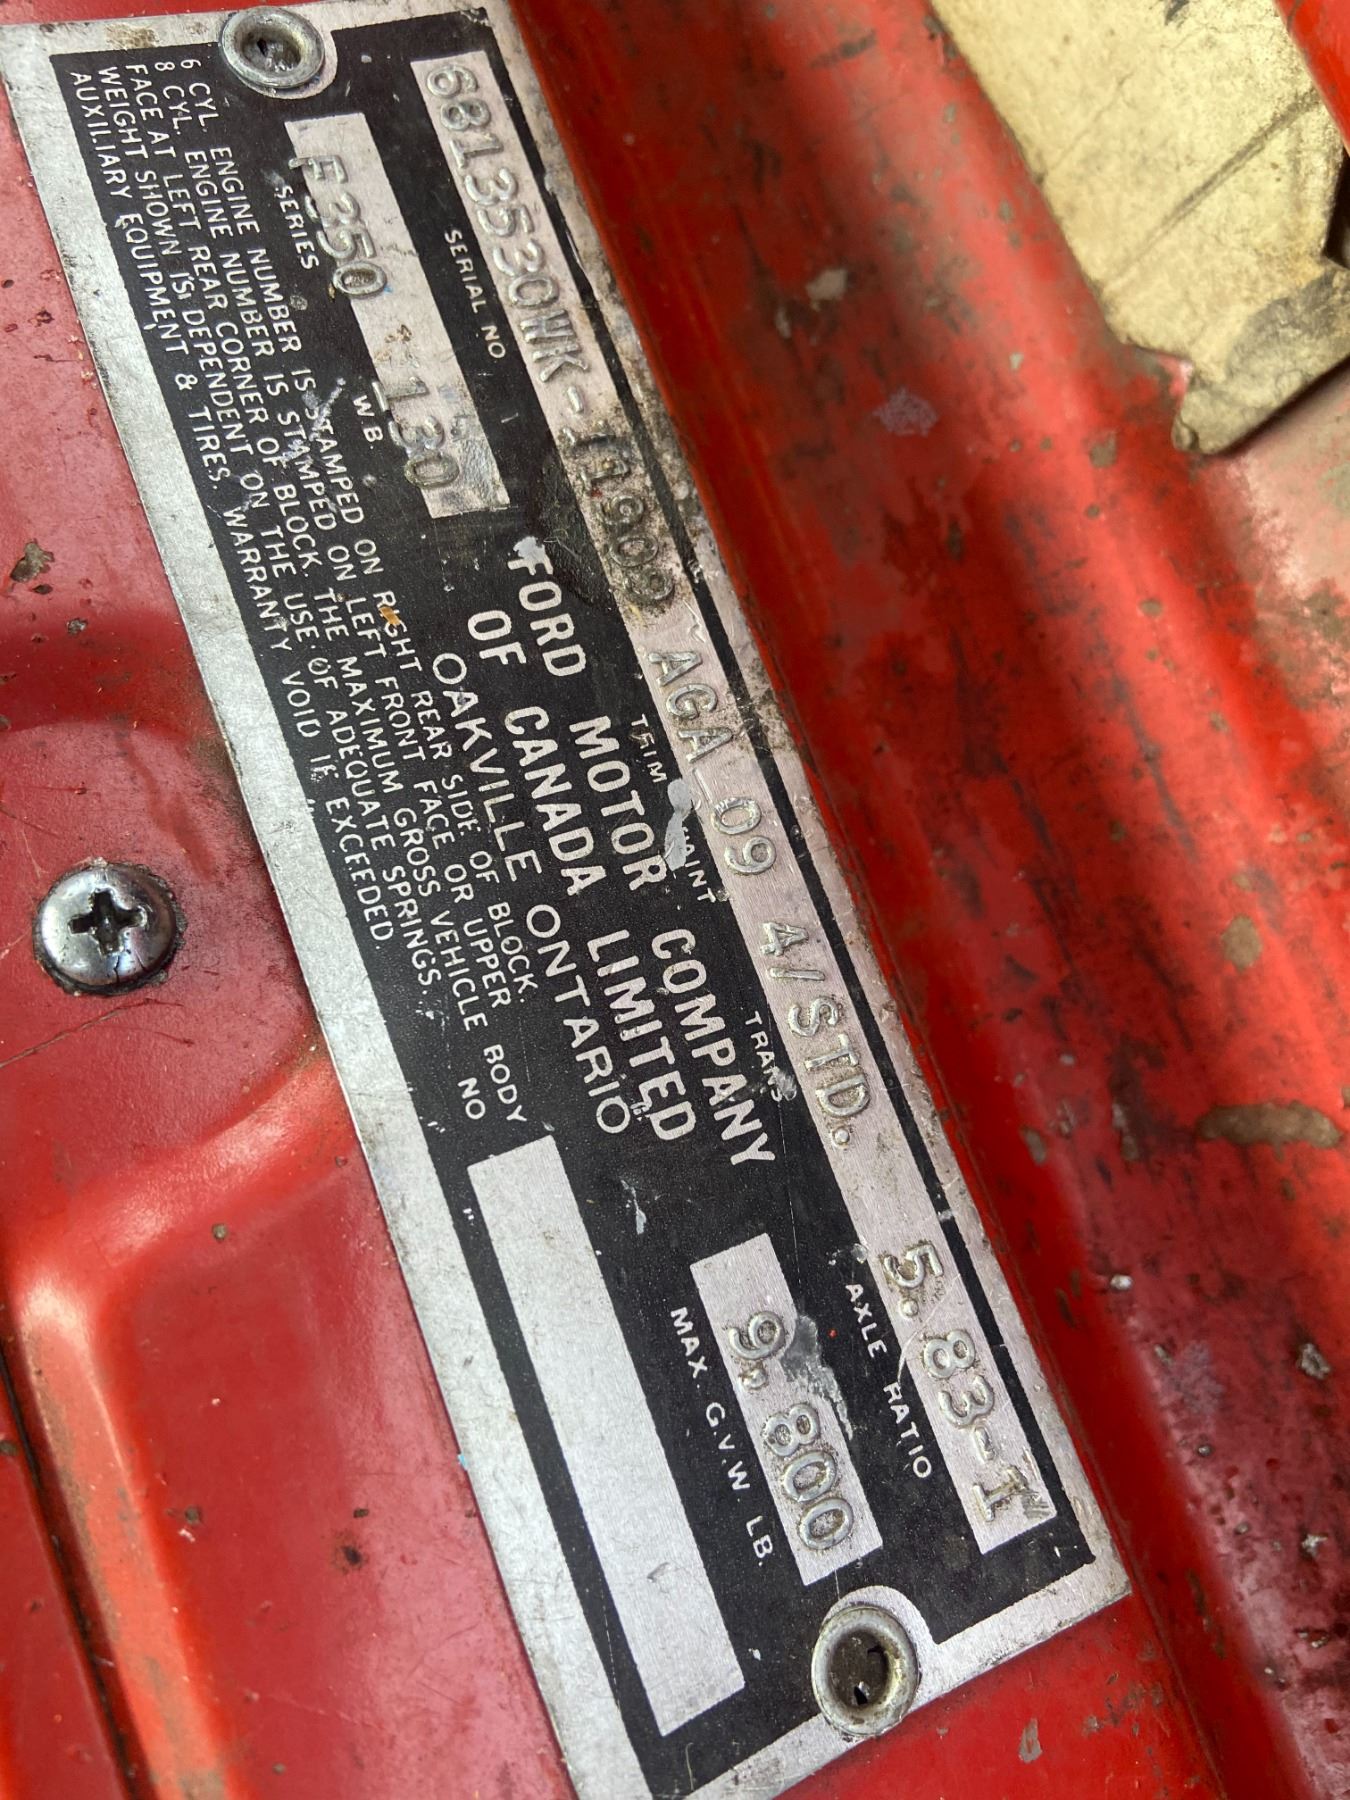 681353OWK-11902 AGA 09 4/STD. 5.83-1
SERIAL NO TRIM PAINT TRANS AXLE RATIO
F350 130
SERIES W.B.
FORD MOTOR COMPANY
OF CANADA LIMITED
OAKVILLE ONTARIO
9,800
MAX. G.V.W. LB.
6 CYL. ENGINE NUMBER IS STAMPED ON RIGHT REAR SIDE OF BLOCK.
8 CYL. ENGINE NUMBER IS STAMPED ON LEFT FRONT FACE OR UPPER
FACE AT LEFT REAR CORNER OF BLOCK. THE MAXIMUM GROSS VEHICLE
WEIGHT SHOWN IS DEPENDENT ON THE USE OF ADEQUATE SPRINGS,
AUXILIARY EQUIPMENT & TIRES. WARRANTY VOID IF EXCEEDED
BODY NO